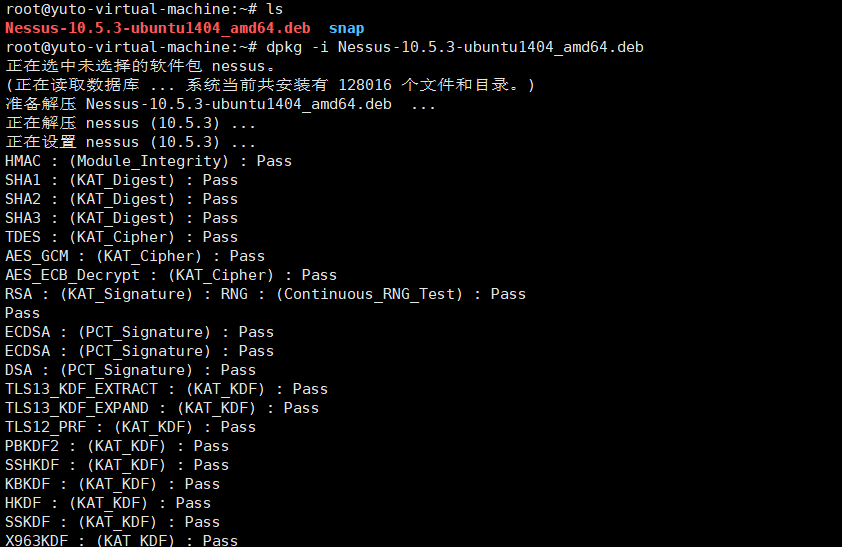 root@yuto-virtual-machine:~# ls
Nessus-10.5.3-ubuntu1404_amd64.deb  snap
root@yuto-virtual-machine:~# dpkg -i Nessus-10.5.3-ubuntu1404_amd64.deb
正在选中未选择的软件包 nessus。
(正在读取数据库 ... 系统当前共安装有 128016 个文件和目录。)
准备解压 Nessus-10.5.3-ubuntu1404_amd64.deb  ...
正在解压 nessus (10.5.3) ...
正在设置 nessus (10.5.3) ...
HMAC : (Module_Integrity) : Pass
SHA1 : (KAT_Digest) : Pass
SHA2 : (KAT_Digest) : Pass
SHA3 : (KAT_Digest) : Pass
TDES : (KAT_Cipher) : Pass
AES_GCM : (KAT_Cipher) : Pass
AES_ECB_Decrypt : (KAT_Cipher) : Pass
RSA : (KAT_Signature) : RNG : (Continuous_RNG_Test) : Pass
Pass
ECDSA : (PCT_Signature) : Pass
ECDSA : (PCT_Signature) : Pass
DSA : (PCT_Signature) : Pass
TLS13_KDF_EXTRACT : (KAT_KDF) : Pass
TLS13_KDF_EXPAND : (KAT_KDF) : Pass
TLS12_PRF : (KAT_KDF) : Pass
PBKDF2 : (KAT_KDF) : Pass
SSHKDF : (KAT_KDF) : Pass
KBKDF : (KAT_KDF) : Pass
HKDF : (KAT_KDF) : Pass
SSKDF : (KAT_KDF) : Pass
X963KDF : (KAT_KDF) : Pass